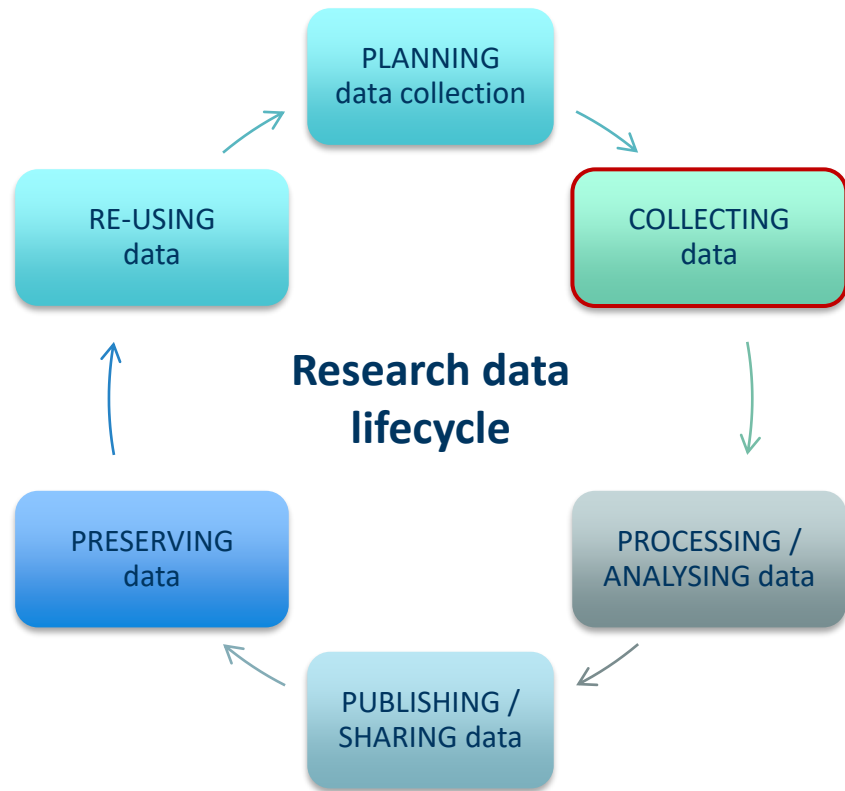 PLANNING
data collection
COLLECTING
data
PROCESSING /
ANALYSING data
PUBLISHING /
SHARING data
PRESERVING
data
RE-USING
data
Research data
lifecycle